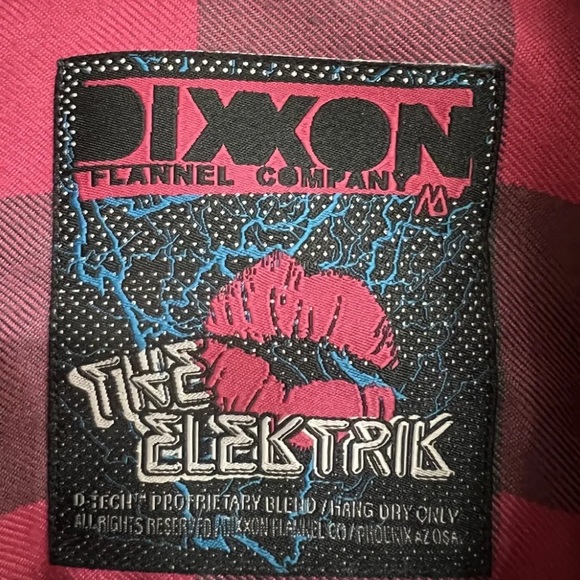 DIXXON
FLANNEL COMPANY M
THE
ELEKTRIK
D-TECH™ PROPRIETARY BLEND / HANG DRY ONLY
ALL RIGHTS RESERVED / DIXXON FLANNEL CO / PHOENIX AZ USA